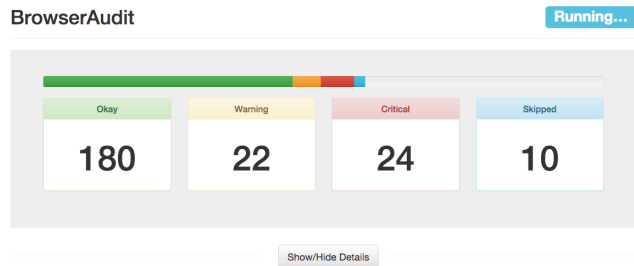 BrowserAudit
Running...
Okay
Warning
Critical
Skipped
180
22
24
10
Show/Hide Details